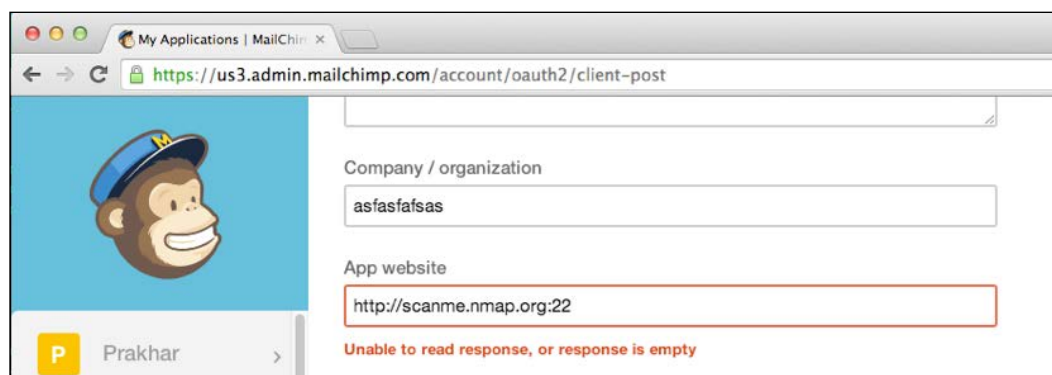 My Applications | MailChim
https://us3.admin.mailchimp.com/account/oauth2/client-post
M
Company / organization
asfasfafsas
App website
http://scanme.nmap.org:22
Unable to read response, or response is empty
P
Prakhar